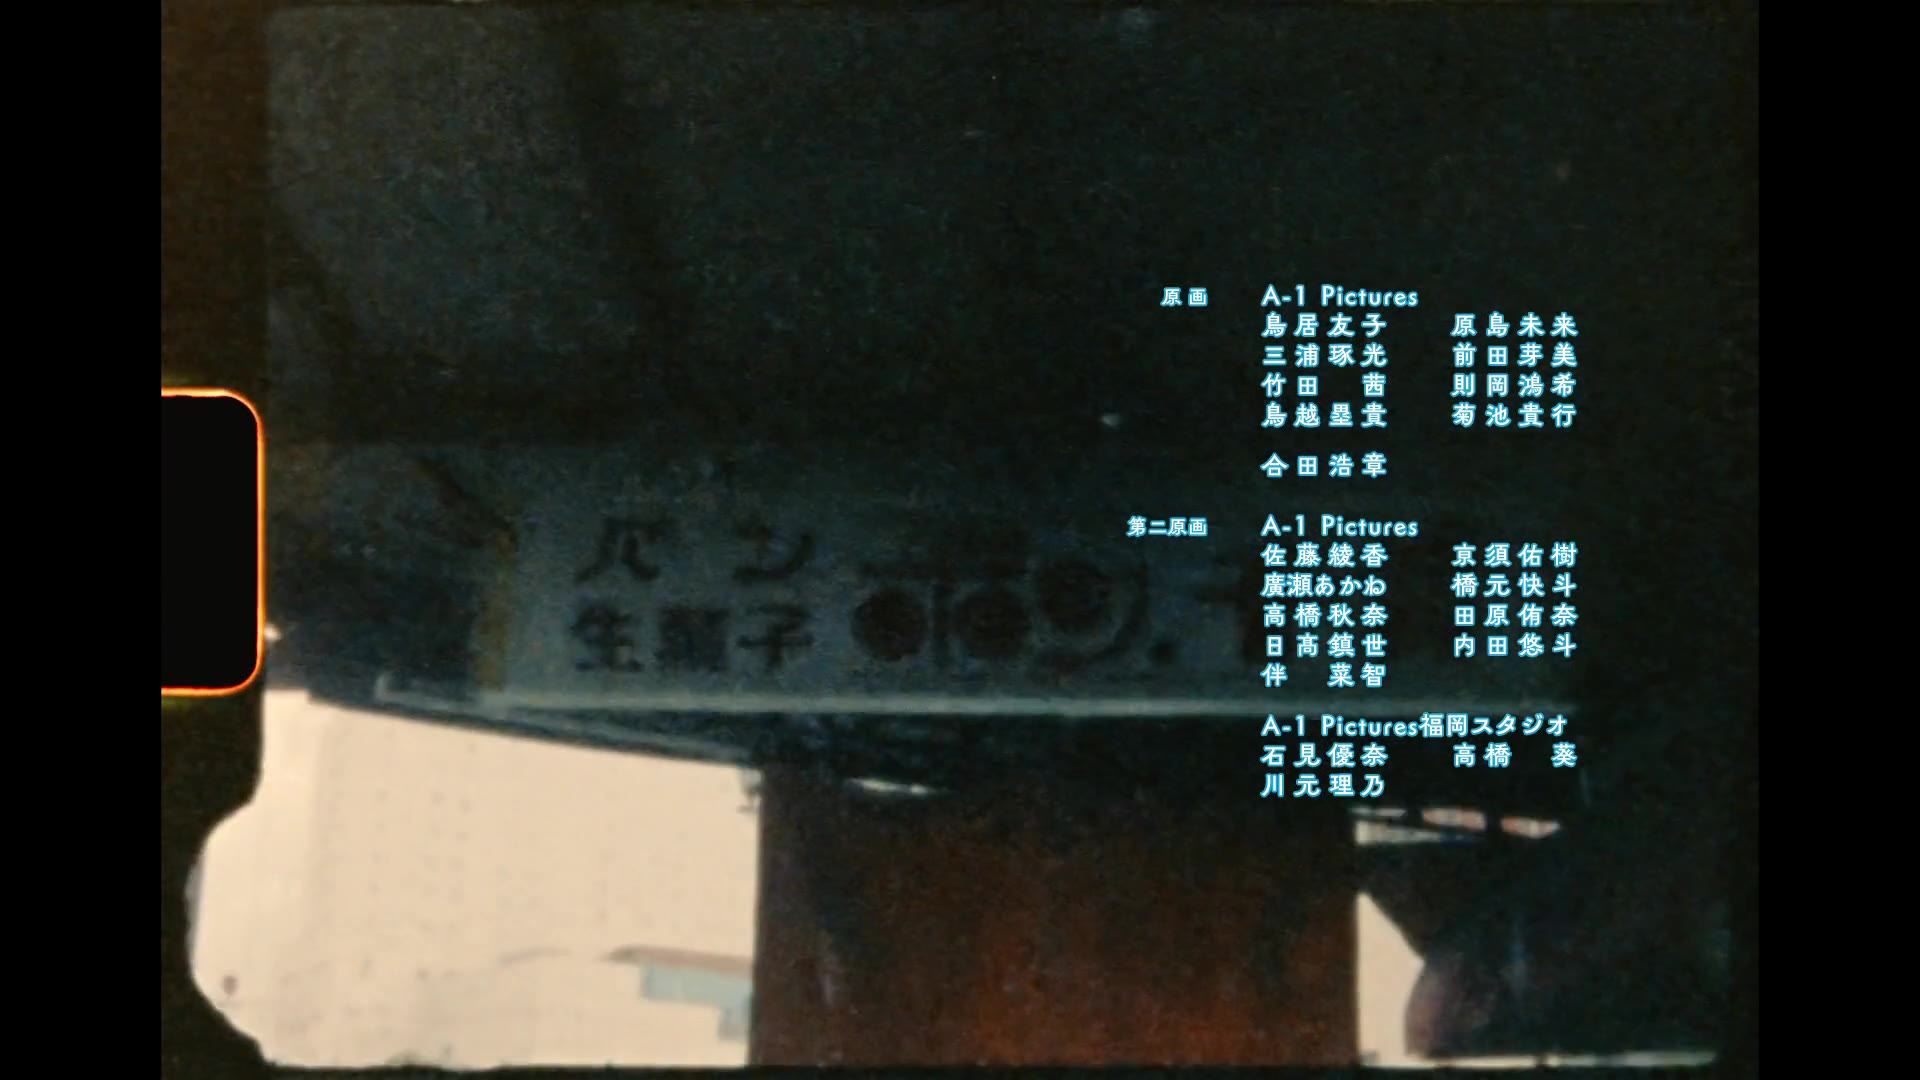 原画 A-1 Pictures
鳥居友子 原島未来
三浦琢光 前田芽美
竹田 茜 則岡鴻希
鳥越塁貴 菊池貴行
合田浩章
第二原画 A-1 Pictures
佐藤綾香 京須佑樹
廣瀬あかね 橋元快斗
高橋秋奈 田原侑奈
日髙鎮世 内田悠斗
伴 菜智
A-1 Pictures福岡スタジオ
石見優奈 高橋 葵
川元理乃
パン
生菓子